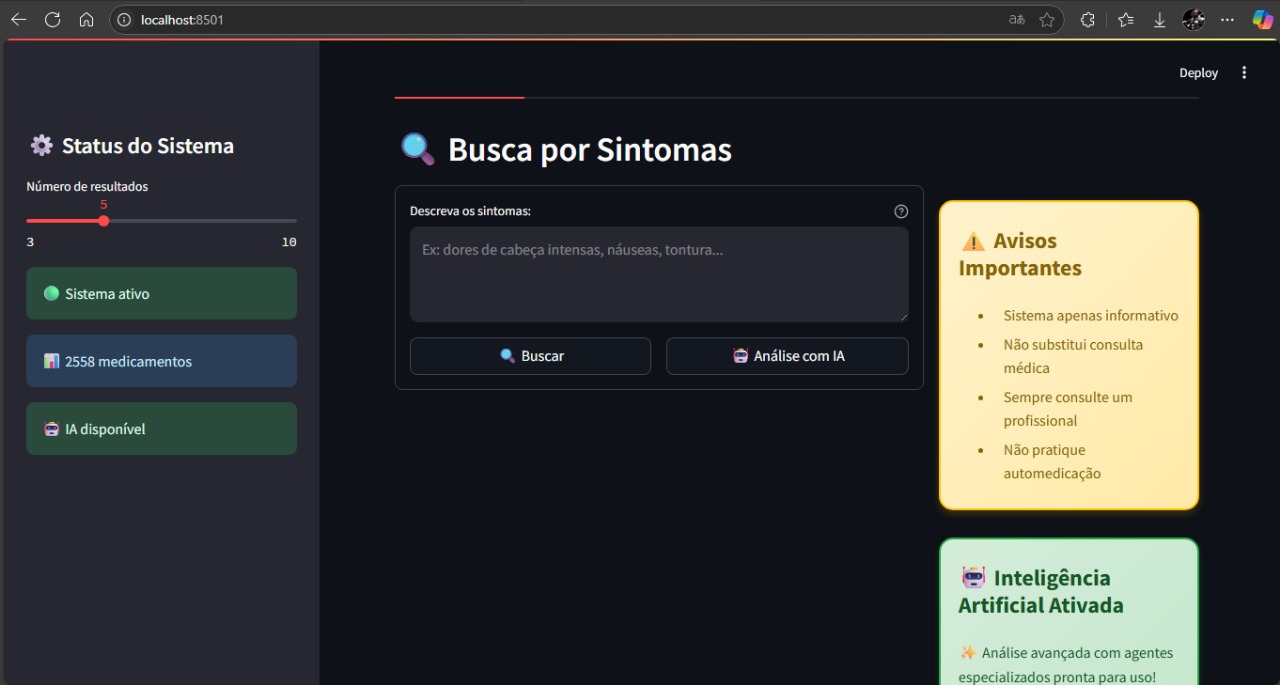 localhost:8501
Deploy
Status do Sistema
Número de resultados
5
3
10
Sistema ativo
2558 medicamentos
IA disponível
Busca por Sintomas
Descreva os sintomas:
Ex: dores de cabeça intensas, náuseas, tontura...
Buscar
Análise com IA
Avisos
Importantes
Sistema apenas informativo
Não substitui consulta
médica
Sempre consulte um
profissional
Não pratique
automedicação
Inteligência
Artificial Ativada
Análise avançada com agentes
especializados pronta para uso!